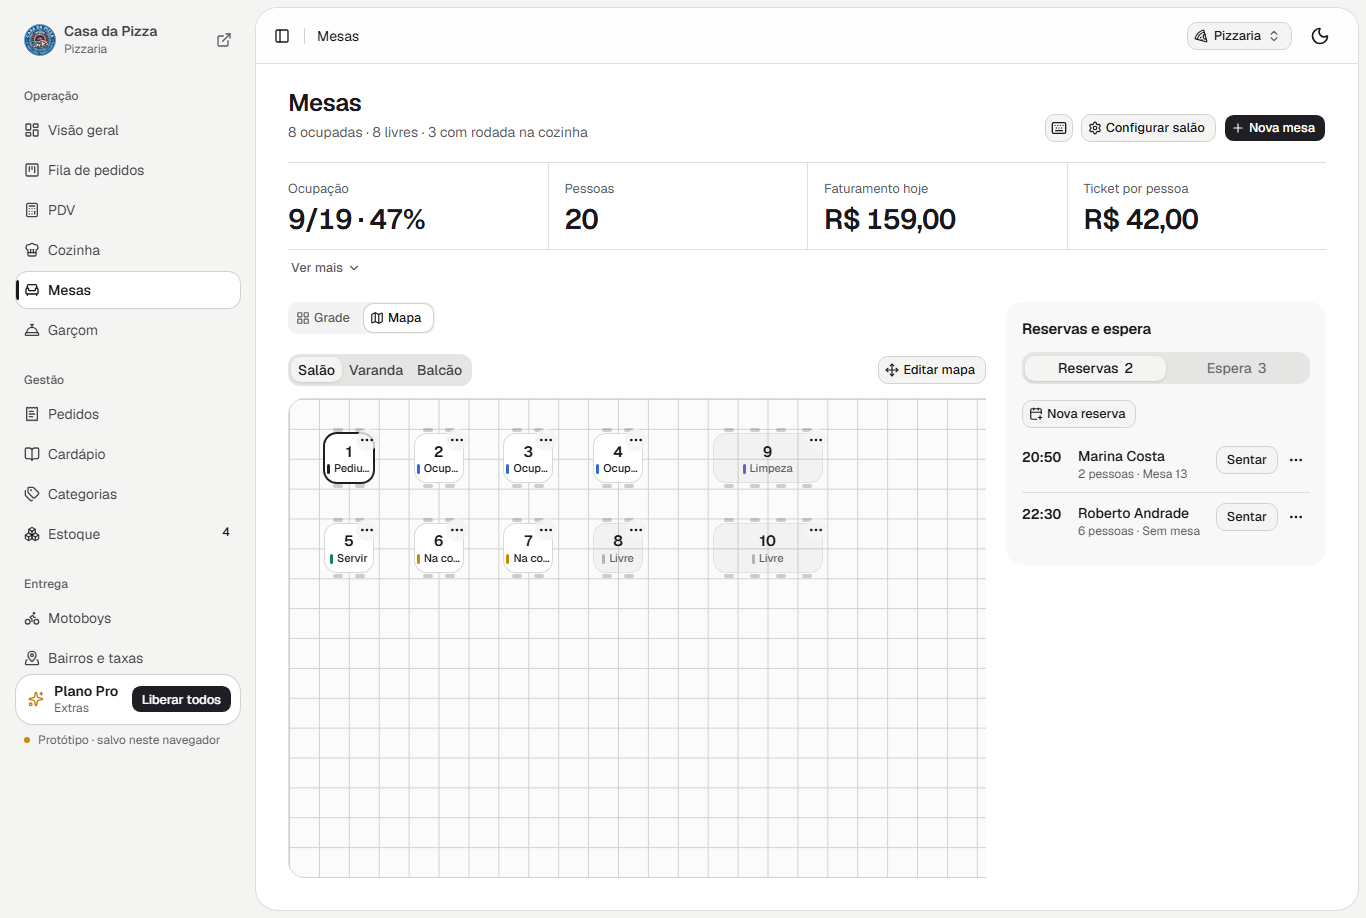 Casa da Pizza
Pizzaria
Operação
Visão geral
Fila de pedidos
PDV
Cozinha
Mesas
Garçom
Gestão
Pedidos
Cardápio
Categorias
Estoque 4
Entrega
Motoboys
Bairros e taxas
Plano Pro
Extras
Liberar todos
Protótipo · salvo neste navegador
Mesas
Pizzaria
Mesas
8 ocupadas · 8 livres · 3 com rodada na cozinha
Configurar salão
+ Nova mesa
Ocupação
9/19 · 47%
Pessoas
20
Faturamento hoje
R$ 159,00
Ticket por pessoa
R$ 42,00
Ver mais
Grade Mapa
Salão Varanda Balcão
Editar mapa
1
Pediu...
2
Ocup...
3
Ocup...
4
Ocup...
9
Limpeza
5
Servir
6
Na co...
7
Na co...
8
Livre
10
Livre
Reservas e espera
Reservas 2 Espera 3
Nova reserva
20:50 Marina Costa
2 pessoas · Mesa 13
Sentar
22:30 Roberto Andrade
6 pessoas · Sem mesa
Sentar